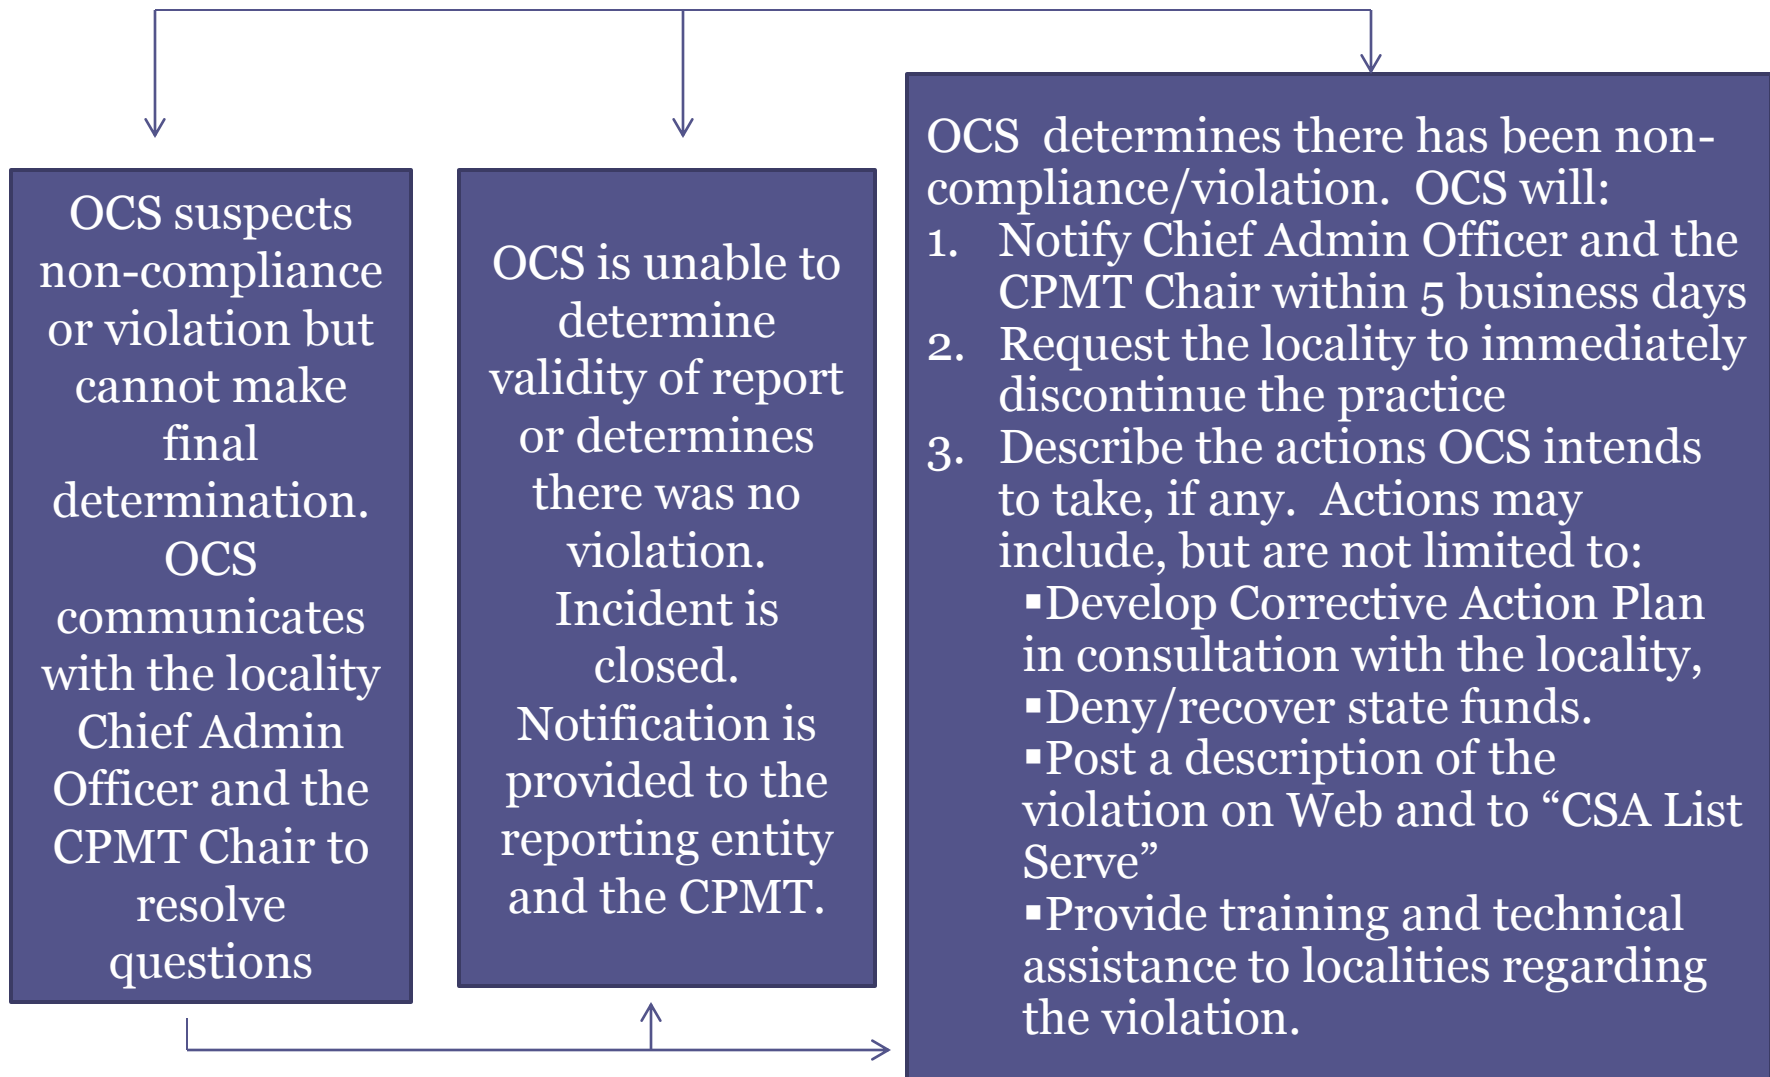 OCS suspects
non-compliance
or violation but
cannot make
final
determination.
OCS
communicates
with the locality
Chief Admin
Officer and the
CPMT Chair to
resolve
questions
OCS is unable to
determine
validity of report
or determines
there was no
violation.
Incident is
closed.
Notification is
provided to the
reporting entity
and the CPMT.
OCS  determines there has been non-
compliance/violation.  OCS will:
1. Notify Chief Admin Officer and the
CPMT Chair within 5 business days
2. Request the locality to immediately
discontinue the practice
3. Describe the actions OCS intends
to take, if any.  Actions may
include, but are not limited to:
▪Develop Corrective Action Plan
in consultation with the locality,
▪Deny/recover state funds.
▪Post a description of the
violation on Web and to “CSA List
Serve”
▪Provide training and technical
assistance to localities regarding
the violation.